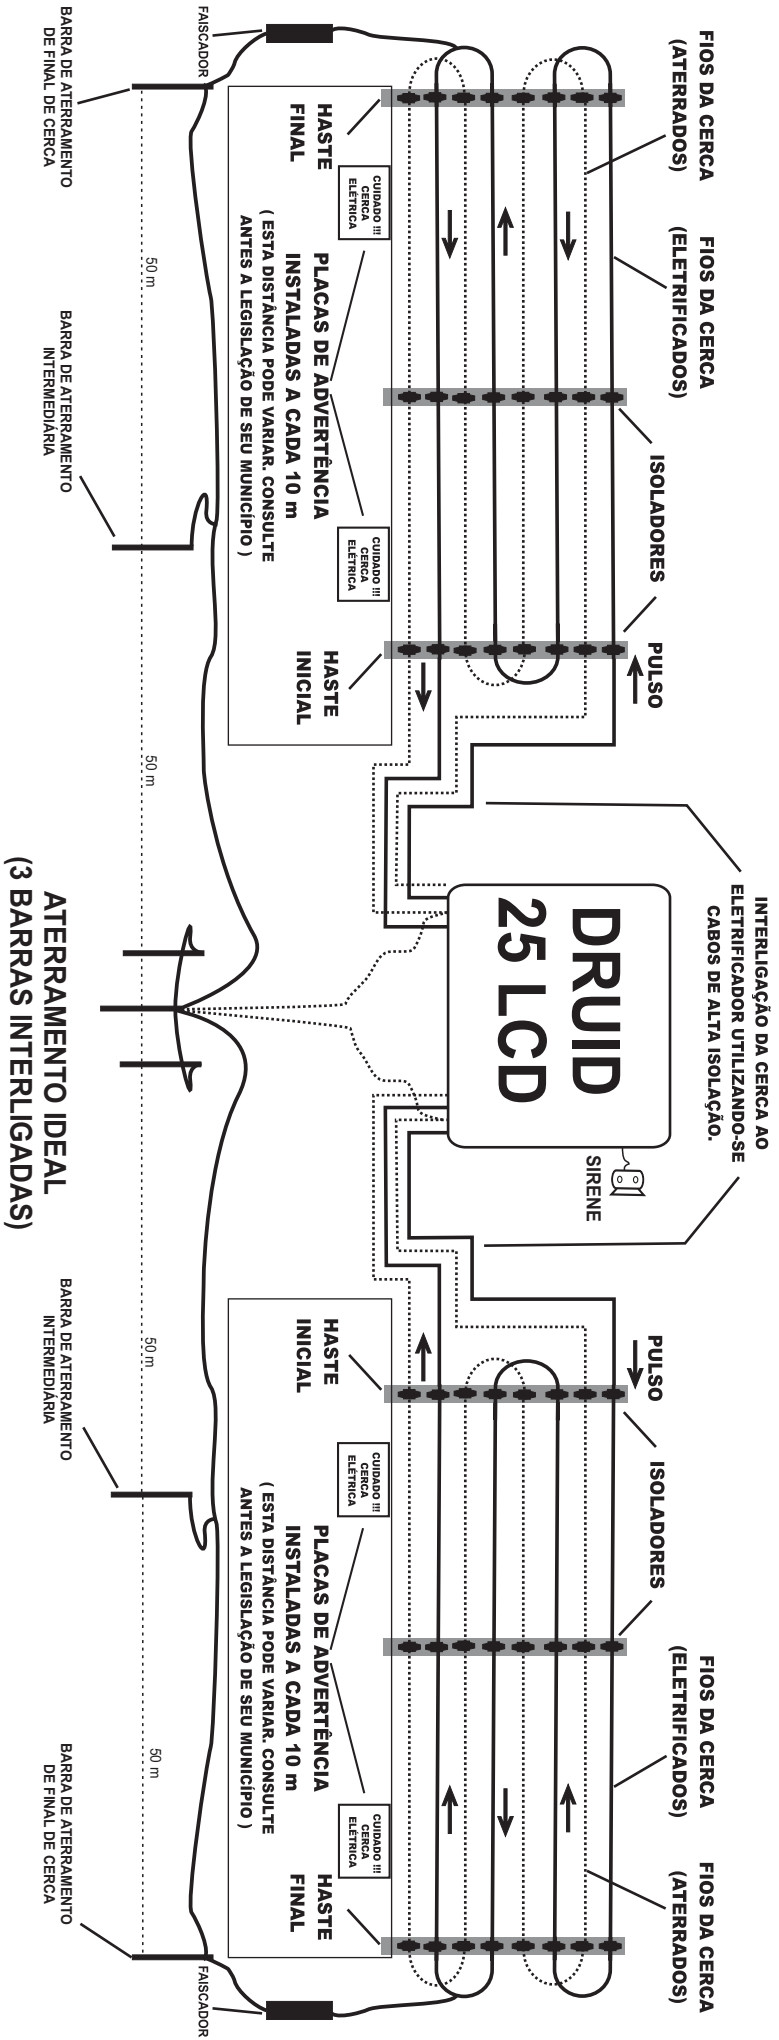 FIOS DA CERCA
(ATERRADOS)
FIOS DA CERCA
(ELETRIFICADOS)
ISOLADORES
PULSO
INTERLIGAÇÃO DA CERCA AO
ELETRIFICADOR UTILIZANDO-SE
CABOS DE ALTA ISOLAÇÃO.
PULSO
ISOLADORES
FIOS DA CERCA
(ELETRIFICADOS)
FIOS DA CERCA
(ATERRADOS)
DRUID
25 LCD
SIRENE
HASTE
FINAL
CUIDADO !!!
CERCA
ELÉTRICA
PLACAS DE ADVERTÊNCIA
INSTALADAS A CADA 10 m
( ESTA DISTÂNCIA PODE VARIAR. CONSULTE
ANTES A LEGISLAÇÃO DE SEU MUNICÍPIO )
CUIDADO !!!
CERCA
ELÉTRICA
HASTE
INICIAL
HASTE
INICIAL
CUIDADO !!!
CERCA
ELÉTRICA
PLACAS DE ADVERTÊNCIA
INSTALADAS A CADA 10 m
( ESTA DISTÂNCIA PODE VARIAR. CONSULTE
ANTES A LEGISLAÇÃO DE SEU MUNICÍPIO )
CUIDADO !!!
CERCA
ELÉTRICA
HASTE
FINAL
FAISCADOR
FAISCADOR
50 m
50 m
50 m
50 m
BARRA DE ATERRAMENTO
DE FINAL DE CERCA
BARRA DE ATERRAMENTO
INTERMEDIÁRIA
ATERRAMENTO IDEAL
(3 BARRAS INTERLIGADAS)
BARRA DE ATERRAMENTO
INTERMEDIÁRIA
BARRA DE ATERRAMENTO
DE FINAL DE CERCA